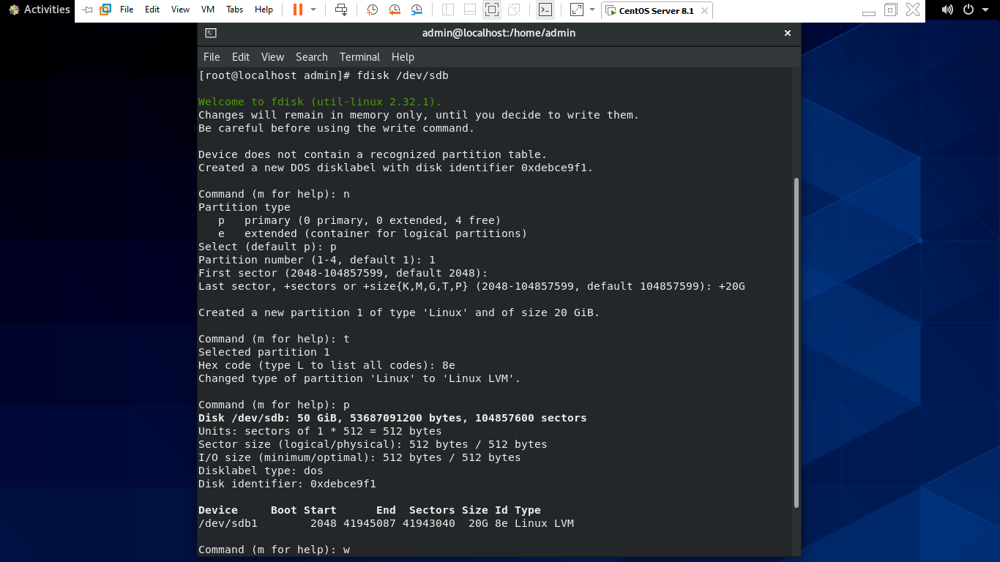 Activities
File Edit View VM Tabs Help
CentOS Server 8.1
admin@localhost:/home/admin
File Edit View Search Terminal Help
[root@localhost admin]# fdisk /dev/sdb
Welcome to fdisk (util-linux 2.32.1).
Changes will remain in memory only, until you decide to write them.
Be careful before using the write command.
Device does not contain a recognized partition table.
Created a new DOS disklabel with disk identifier 0xdebce9f1.
Command (m for help): n
Partition type
   p   primary (0 primary, 0 extended, 4 free)
   e   extended (container for logical partitions)
Select (default p): p
Partition number (1-4, default 1): 1
First sector (2048-104857599, default 2048):
Last sector, +sectors or +size{K,M,G,T,P} (2048-104857599, default 104857599): +20G
Created a new partition 1 of type 'Linux' and of size 20 GiB.
Command (m for help): t
Selected partition 1
Hex code (type L to list all codes): 8e
Changed type of partition 'Linux' to 'Linux LVM'.
Command (m for help): p
Disk /dev/sdb: 50 GiB, 53687091200 bytes, 104857600 sectors
Units: sectors of 1 * 512 = 512 bytes
Sector size (logical/physical): 512 bytes / 512 bytes
I/O size (minimum/optimal): 512 bytes / 512 bytes
Disklabel type: dos
Disk identifier: 0xdebce9f1
Device     Boot Start      End  Sectors Size Id Type
/dev/sdb1        2048 41945087 41943040  20G 8e Linux LVM
Command (m for help): w